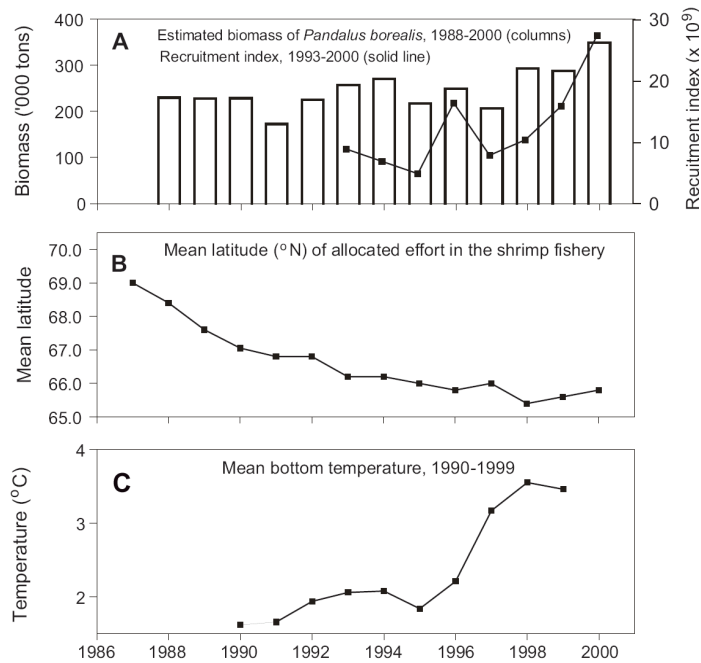 A
Estimated biomass of Pandalus borealis, 1988-2000 (columns)
Recruitment index, 1993-2000 (solid line)
Biomass ('000 tons)
400
300
200
100
0
30
20
10
0
Recuitment index (x 10⁹)
B
Mean latitude (°N) of allocated effort in the shrimp fishery
Mean latitude
70.0
69.0
68.0
67.0
66.0
65.0
C
Mean bottom temperature, 1990-1999
Temperature (°C)
4
3
2
1986 1988 1990 1992 1994 1996 1998 2000